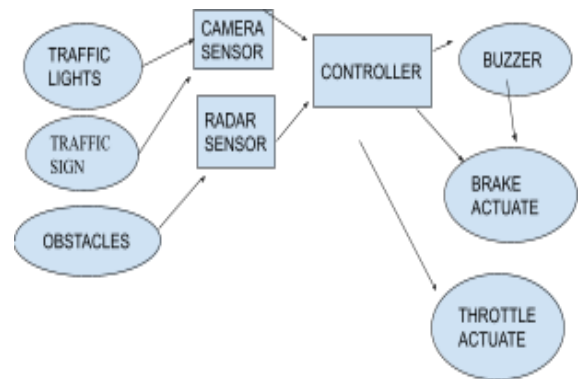 TRAFFIC
LIGHTS
CAMERA
SENSOR
TRAFFIC
SIGN
RADAR
SENSOR
OBSTACLES
CONTROLLER
BUZZER
BRAKE
ACTUATE
THROTTLE
ACTUATE